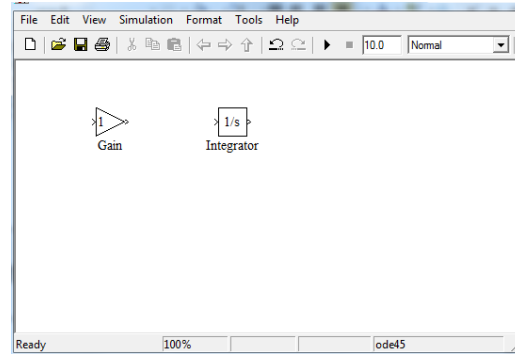 File Edit View Simulation Format Tools Help
10.0 Normal
1 1/s
Gain Integrator
Ready 100% ode45